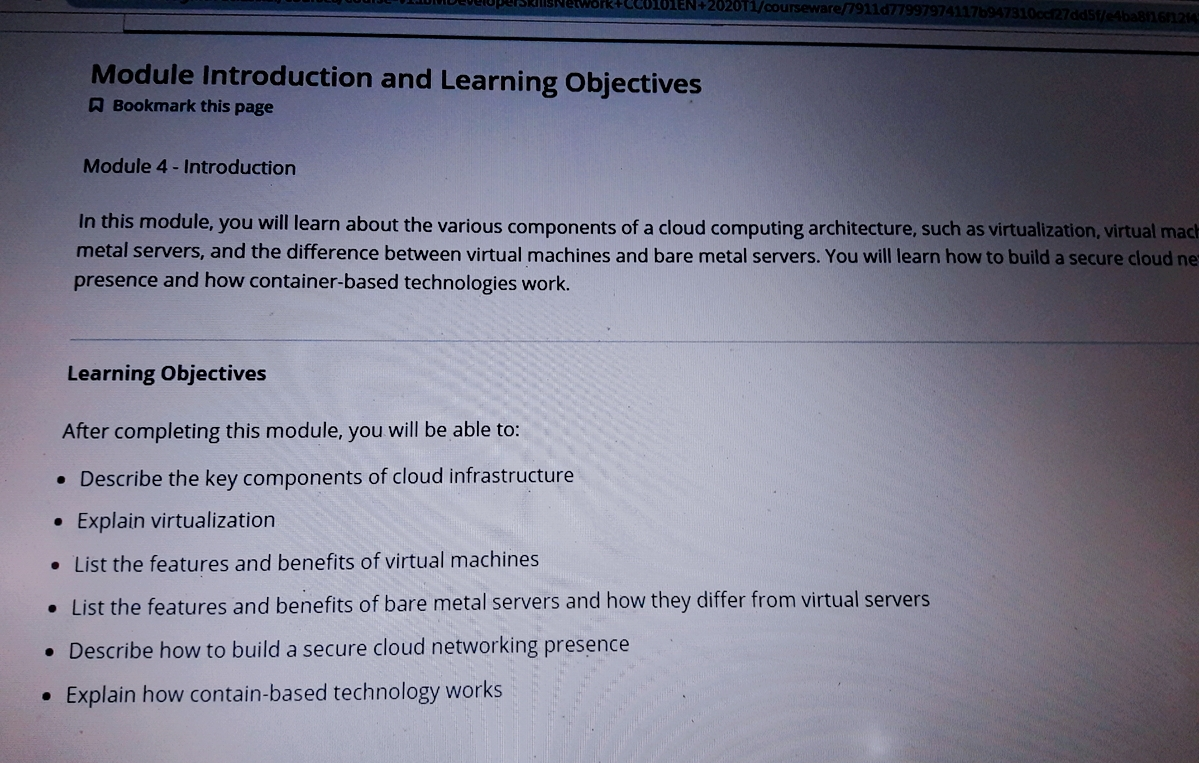 Module Introduction and Learning Objectives
Bookmark this page
Module 4 - Introduction
In this module, you will learn about the various components of a cloud computing architecture, such as virtualization, virtual
metal servers, and the difference between virtual machines and bare metal servers. You will learn how to build a secure cloud
presence and how container-based technologies work.
Learning Objectives
After completing this module, you will be able to:
• Describe the key components of cloud infrastructure
• Explain virtualization
• List the features and benefits of virtual machines
• List the features and benefits of bare metal servers and how they differ from virtual servers
• Describe how to build a secure cloud networking presence
• Explain how contain-based technology works